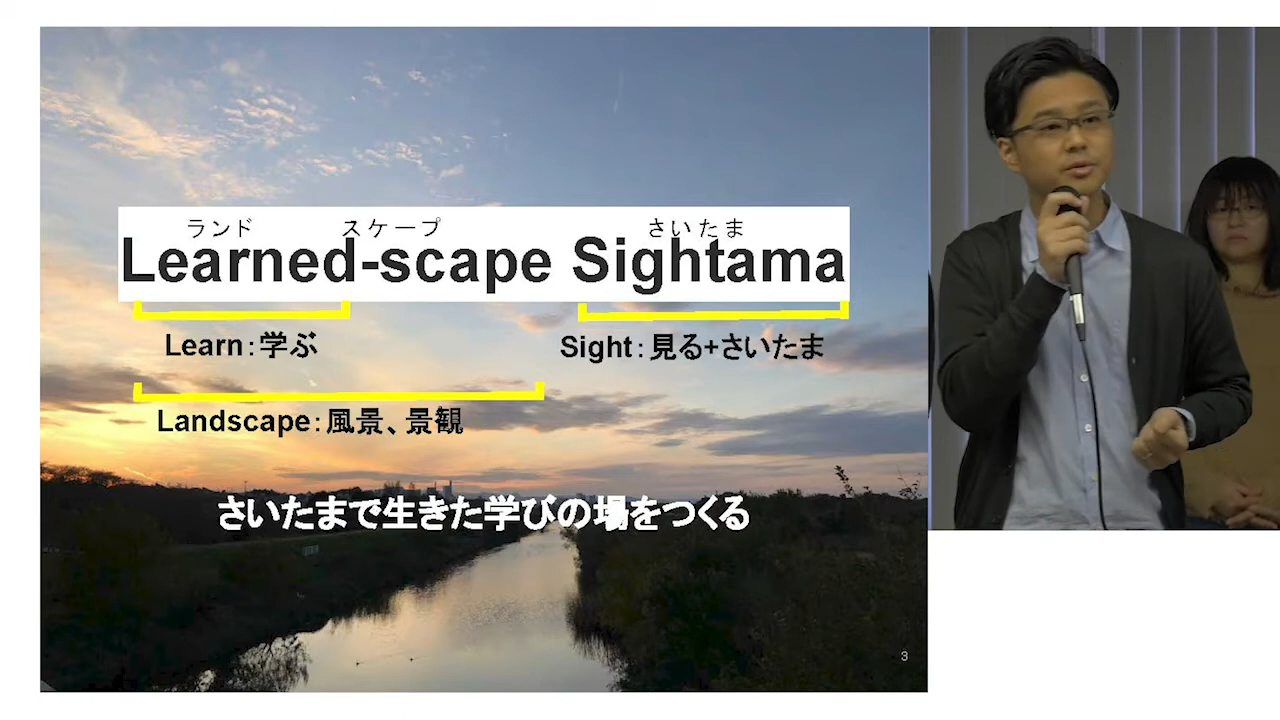 ランド スケープ さいたま
Learned-scape Sightama
Learn：学ぶ Sight：見る+さいたま
Landscape：風景、景観
さいたまで生きた学びの場をつくる
3